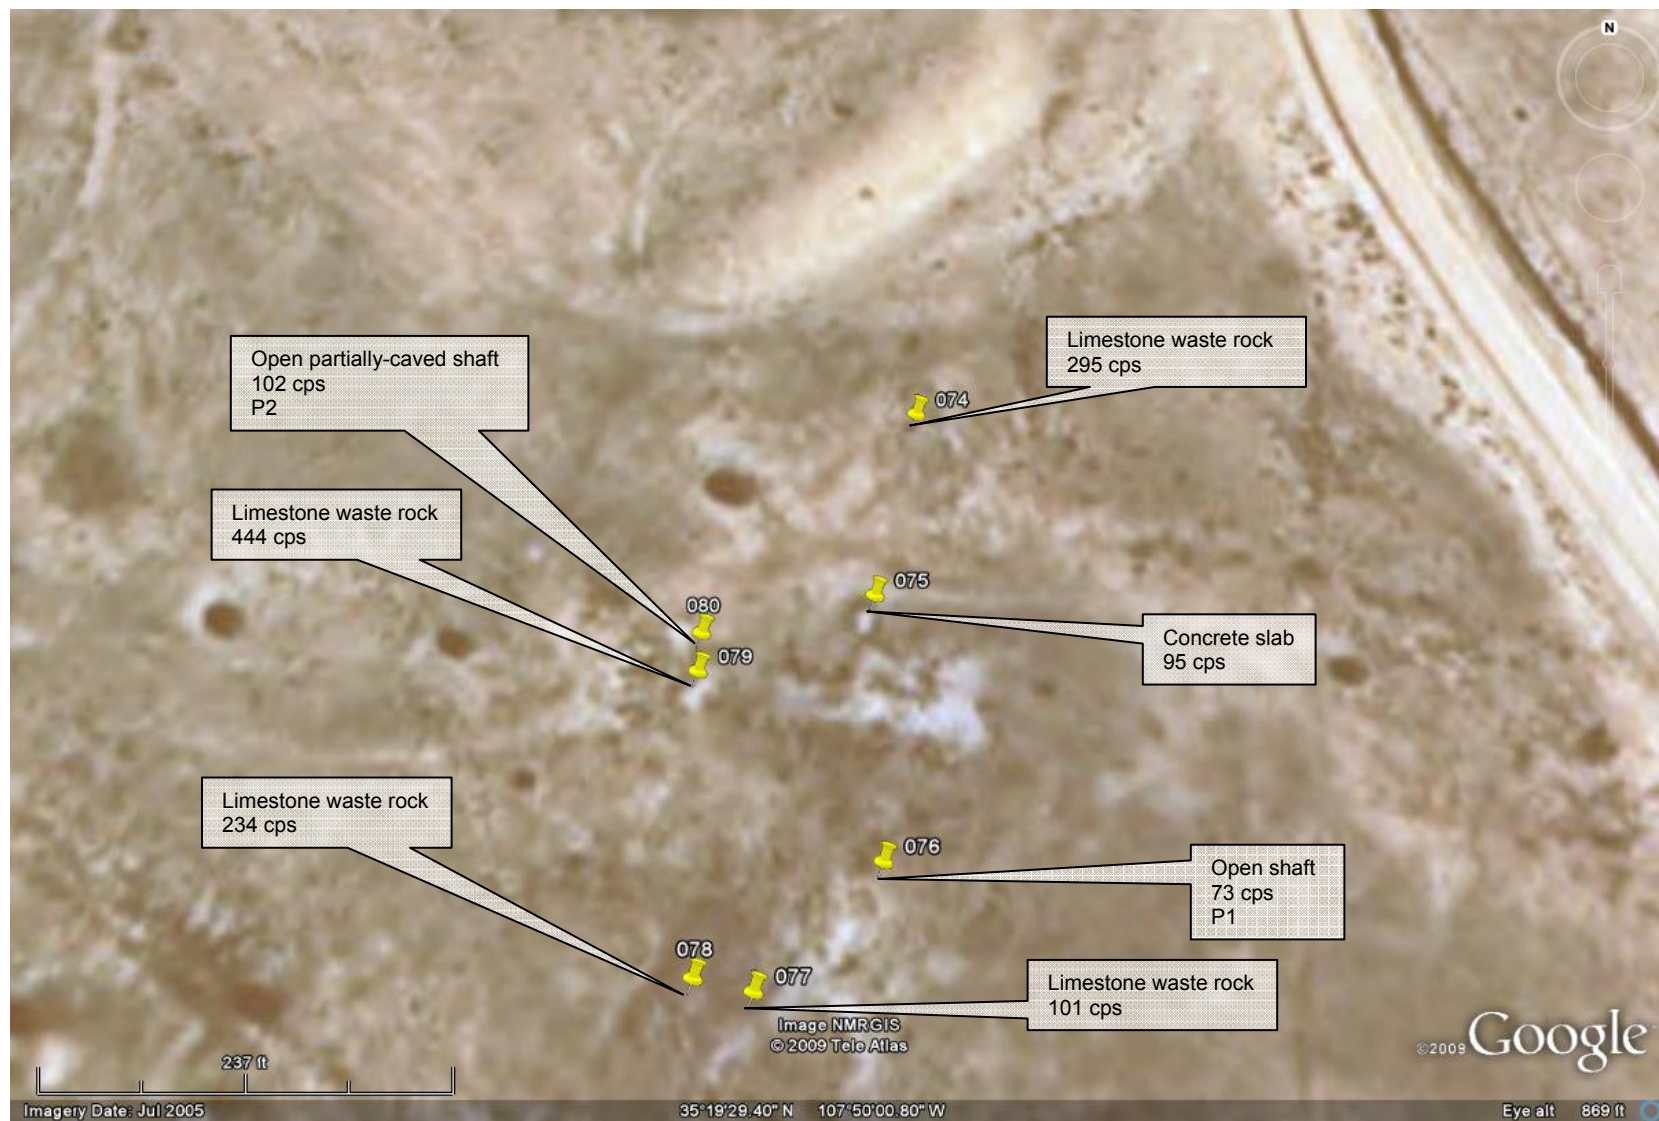 N
Limestone waste rock
295 cps
Open partially-caved shaft
102 cps
P2
074
Limestone waste rock
444 cps
075
080
079
Concrete slab
95 cps
Limestone waste rock
234 cps
076
Open shaft
73 cps
P1
078
077
Limestone waste rock
101 cps
Image NMRGIS
© 2009 Tele Atlas
©2009 Google
237 ft
Imagery Date: Jul 2005
35°19'29.40" N 107°50'00.80" W
Eye alt 869 ft